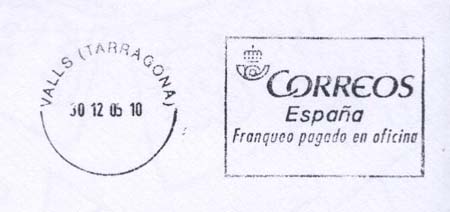 VALLS (TARRAGONA)
30 12 05 10
CORREOS
España
Franqueo pagado en oficina